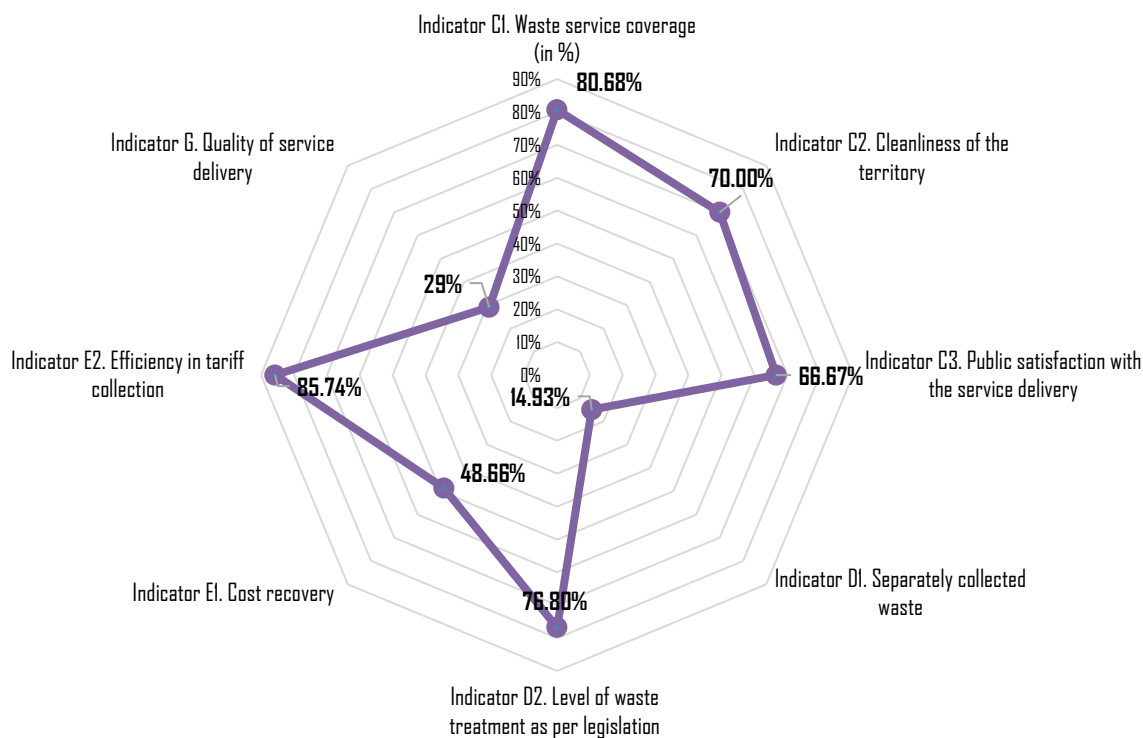 Indicator C1. Waste service coverage
(in %)
90%
80.68%
80%
Indicator G. Quality of service
delivery
Indicator C2. Cleanliness of the
territory
70%
70.00%
60%
50%
40%
29%
30%
20%
10%
Indicator E2. Efficiency in tariff
collection
85.74%
0%
14.93%
66.67%
Indicator C3. Public satisfaction with
the service delivery
48.66%
Indicator E1. Cost recovery
76.80%
Indicator D1. Separately collected
waste
Indicator D2. Level of waste
treatment as per legislation